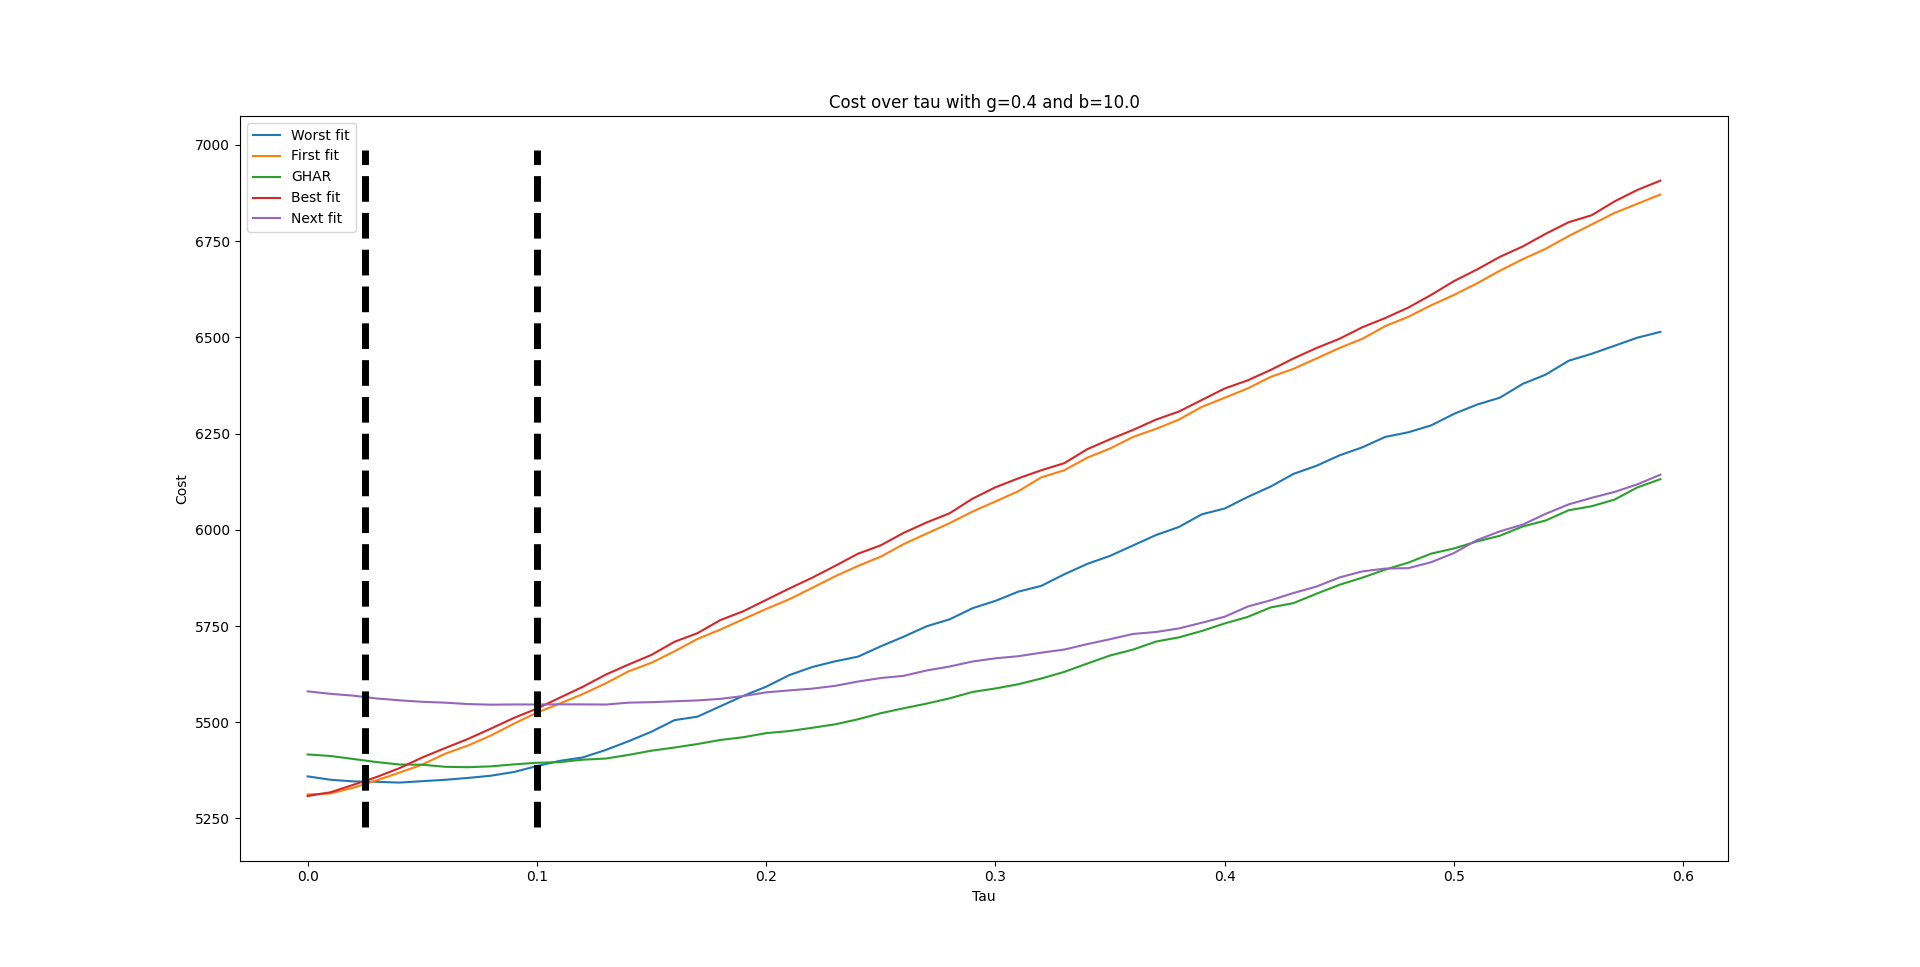 Cost over tau with g=0.4 and b=10.0
Worst fit
First fit
GHAR
Best fit
Next fit
7000
6750
6500
6250
6000
5750
5500
5250
Cost
0.0 0.1 0.2 0.3 0.4 0.5 0.6
Tau